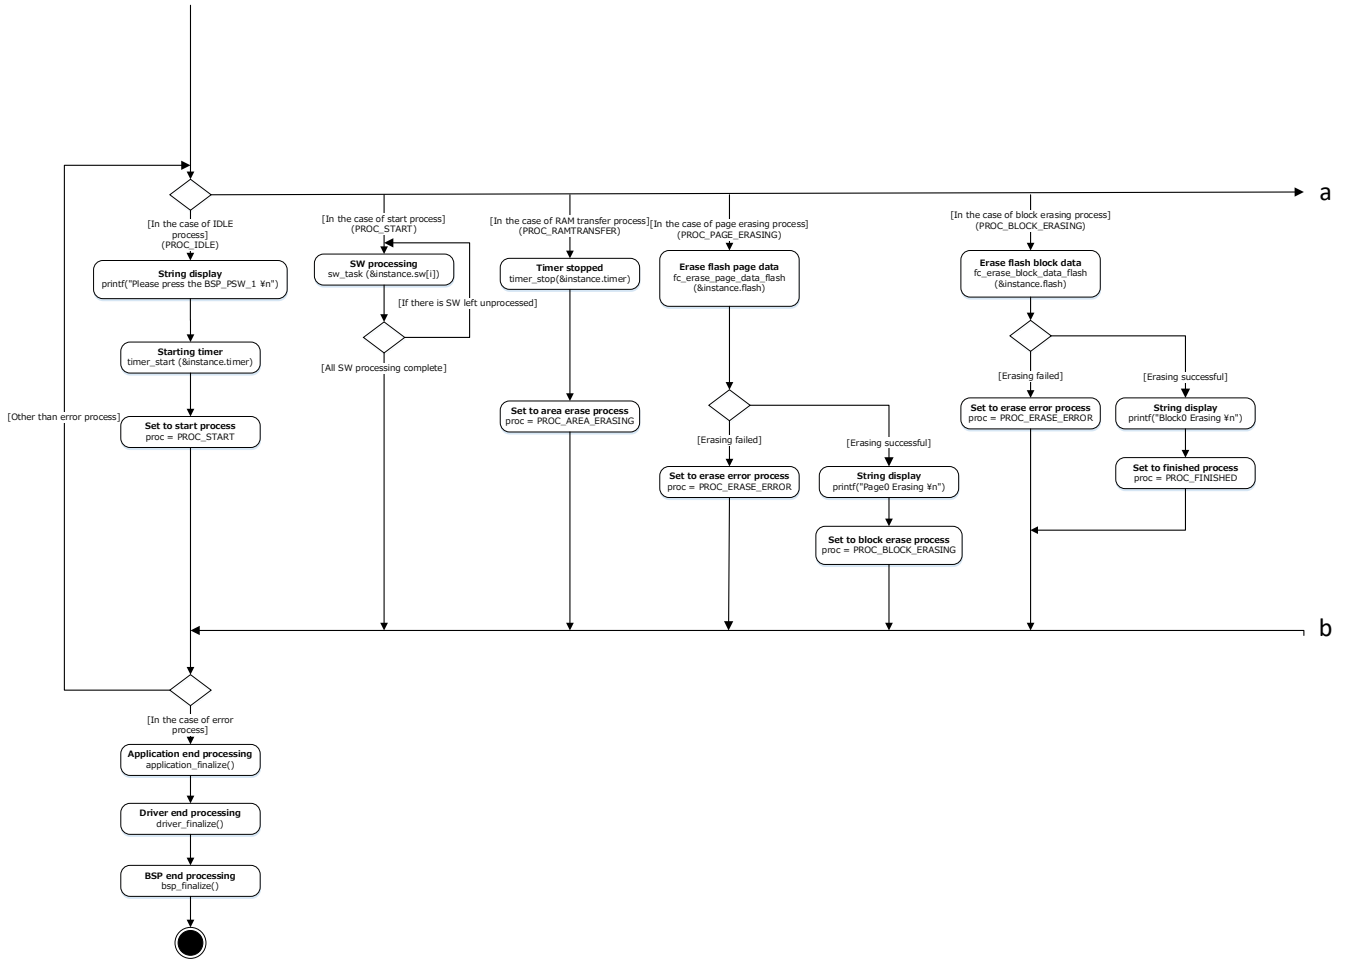 a
[In the case of IDLE
process]
(PROC_IDLE)
String display
printf("Please press the BSP_PSW_1 ¥n")
Starting timer
timer_start (&instance.timer)
Set to start process
proc = PROC_START
[Other than error process]
[In the case of start process]
(PROC_START)
SW processing
sw_task (&instance.sw[i])
[If there is SW left unprocessed]
[All SW processing complete]
[In the case of RAM transfer process]
(PROC_RAMTRANSFER)
Timer stopped
timer_stop(&instance.timer)
Set to area erase process
proc = PROC_AREA_ERASING
[In the case of page erasing process]
(PROC_PAGE_ERASING)
Erase flash page data
fc_erase_page_data_flash
(&instance.flash)
[Erasing failed]
Set to erase error process
proc = PROC_ERASE_ERROR
[Erasing successful]
String display
printf("Page0 Erasing ¥n")
Set to block erase process
proc = PROC_BLOCK_ERASING
[In the case of block erasing process]
(PROC_BLOCK_ERASING)
Erase flash block data
fc_erase_block_data_flash
(&instance.flash)
[Erasing failed]
Set to erase error process
proc = PROC_ERASE_ERROR
[Erasing successful]
String display
printf("Block0 Erasing ¥n")
Set to finished process
proc = PROC_FINISHED
b
[In the case of error
process]
Application end processing
application_finalize()
Driver end processing
driver_finalize()
BSP end processing
bsp_finalize()